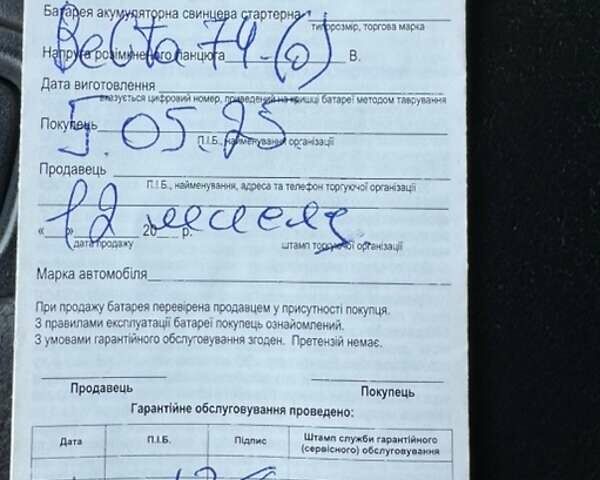 Батарея акумуляторна свинцева стартерна
типорозмір, торгова марка
Веста 74-(0)
Напруга розімкненого ланцюга В.
Дата виготовлення
вказується цифровий номер, приведений на кришці батареї методом таврування
5.05.25
Покупець
П.І.Б., найменування організації
Продавець
П.І.Б., найменування, адреса та телефон торгуючої організації
12
« » 20 р.
дата продажу штамп торгуючої організації
Марка автомобіля
При продажу батарея перевірена продавцем у присутності покупця.
З правилами експлуатації батареї покупець ознайомлений.
З умовами гарантійного обслуговування згоден. Претензій немає.
Продавець Покупець
Гарантійне обслуговування проведено:
Дата П.І.Б. Підпис Штамп служби гарантійного (сервісного) обслуговування